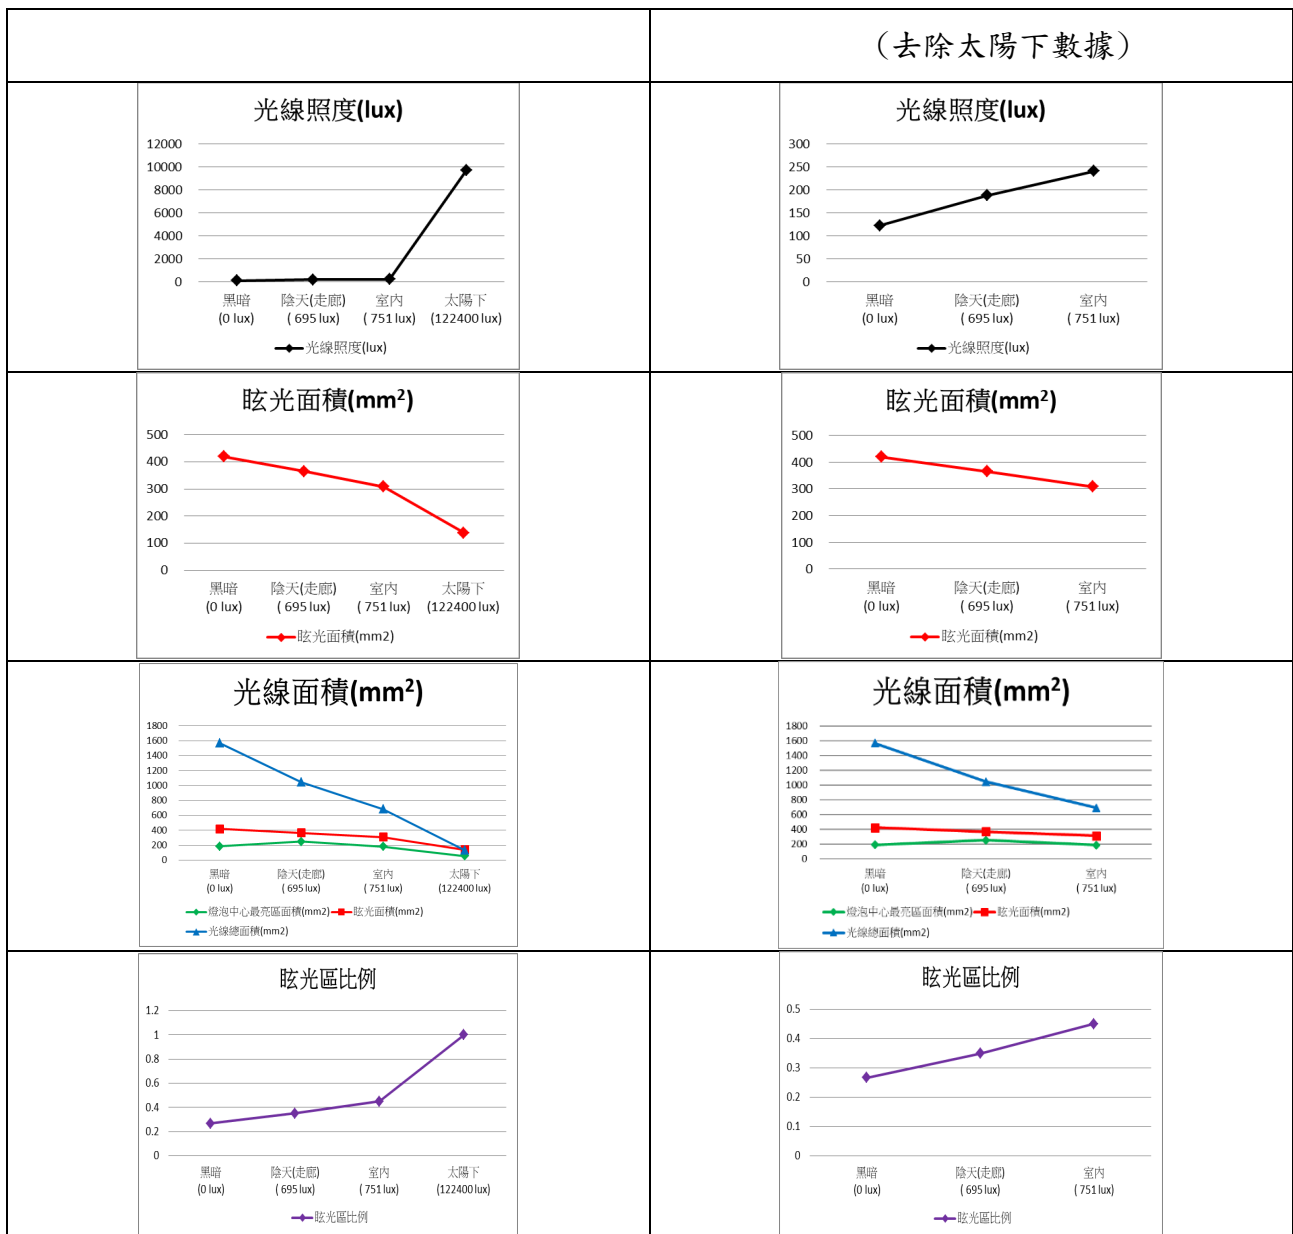 （去除太陽下數據）
光線照度(lux)
12000
10000
8000
6000
4000
2000
0
黑暗 陰天(走廊) 室內 太陽下
(0 lux) ( 695 lux) ( 751 lux) (122400 lux)
光線照度(lux)
光線照度(lux)
300
250
200
150
100
50
0
黑暗 陰天(走廊) 室內
(0 lux) ( 695 lux) ( 751 lux)
光線照度(lux)
眩光面積(mm²)
500
400
300
200
100
0
黑暗 陰天(走廊) 室內 太陽下
(0 lux) ( 695 lux) ( 751 lux) (122400 lux)
眩光面積(mm2)
眩光面積(mm²)
500
400
300
200
100
0
黑暗 陰天(走廊) 室內
(0 lux) ( 695 lux) ( 751 lux)
眩光面積(mm2)
光線面積(mm²)
1800
1600
1400
1200
1000
800
600
400
200
0
黑暗 陰天(走廊) 室內 太陽下
(0 lux) ( 695 lux) ( 751 lux) (122400 lux)
燈泡中心最亮區面積(mm2) 眩光面積(mm2)
光線總面積(mm2)
光線面積(mm²)
1800
1600
1400
1200
1000
800
600
400
200
0
黑暗 陰天(走廊) 室內
(0 lux) ( 695 lux) ( 751 lux)
燈泡中心最亮區面積(mm2) 眩光面積(mm2)
光線總面積(mm2)
眩光區比例
1.2
1
0.8
0.6
0.4
0.2
0
黑暗 陰天(走廊) 室內 太陽下
(0 lux) ( 695 lux) ( 751 lux) (122400 lux)
眩光區比例
眩光區比例
0.5
0.4
0.3
0.2
0.1
0
黑暗 陰天(走廊) 室內
(0 lux) ( 695 lux) ( 751 lux)
眩光區比例